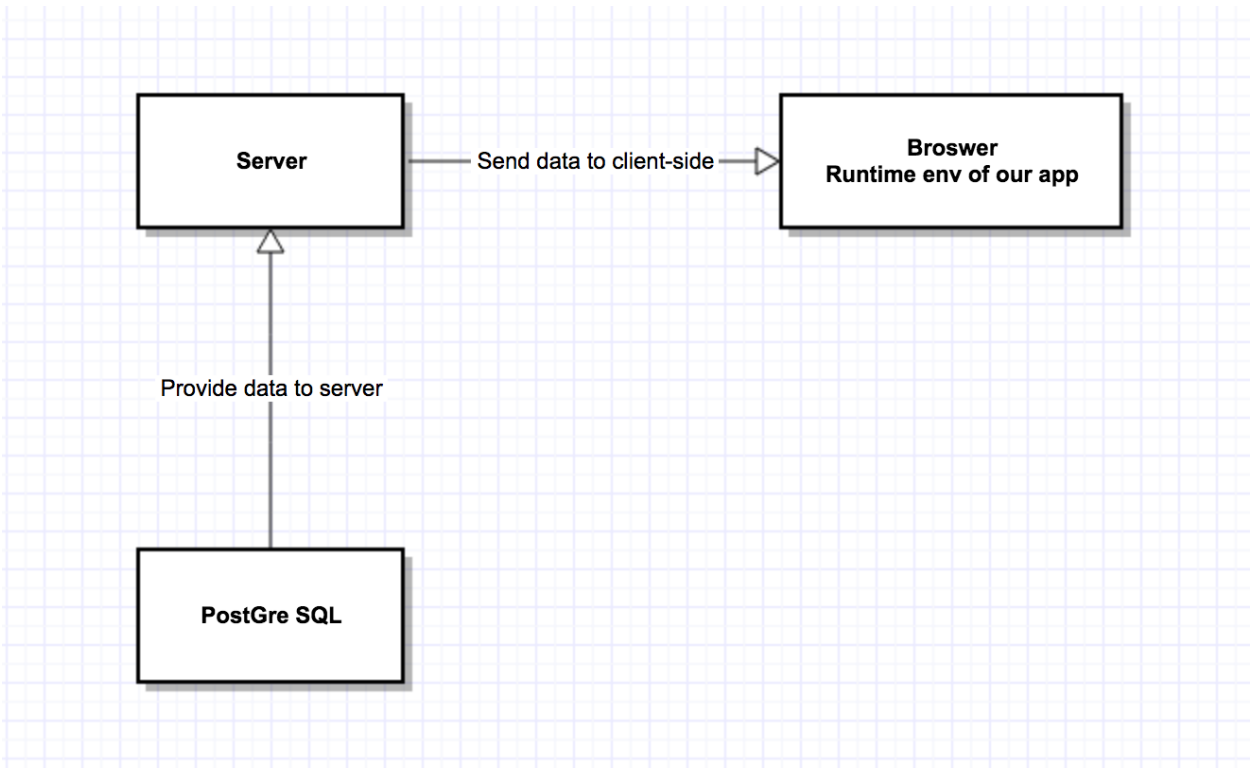 Server
Send data to client-side
Broswer
Runtime env of our app
Provide data to server
PostGre SQL